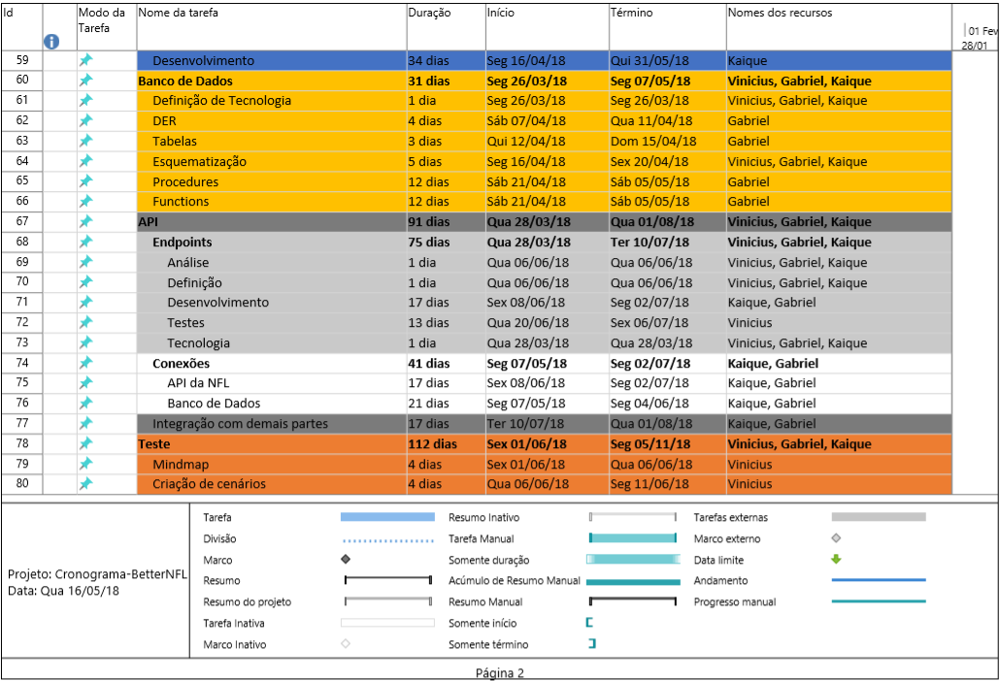 Id Modo da Tarefa Nome da tarefa Duração Início Término Nomes dos recursos
01 Fev
28/01
59 Desenvolvimento 34 dias Seg 16/04/18 Qui 31/05/18 Kaique
60 Banco de Dados 31 dias Seg 26/03/18 Seg 07/05/18 Vinicius, Gabriel, Kaique
61 Definição de Tecnologia 1 dia Seg 26/03/18 Seg 26/03/18 Vinicius, Gabriel, Kaique
62 DER 4 dias Sáb 07/04/18 Qua 11/04/18 Gabriel
63 Tabelas 3 dias Qui 12/04/18 Dom 15/04/18 Gabriel
64 Esquematização 5 dias Seg 16/04/18 Sex 20/04/18 Vinicius, Gabriel, Kaique
65 Procedures 12 dias Sáb 21/04/18 Sáb 05/05/18 Gabriel
66 Functions 12 dias Sáb 21/04/18 Sáb 05/05/18 Gabriel
67 API 91 dias Qua 28/03/18 Qua 01/08/18 Vinicius, Gabriel, Kaique
68 Endpoints 75 dias Qua 28/03/18 Ter 10/07/18 Vinicius, Gabriel, Kaique
69 Análise 1 dia Qua 06/06/18 Qua 06/06/18 Vinicius, Gabriel, Kaique
70 Definição 1 dia Qua 06/06/18 Qua 06/06/18 Vinicius, Gabriel, Kaique
71 Desenvolvimento 17 dias Sex 08/06/18 Seg 02/07/18 Kaique, Gabriel
72 Testes 13 dias Qua 20/06/18 Sex 06/07/18 Vinicius
73 Tecnologia 1 dia Qua 28/03/18 Qua 28/03/18 Vinicius, Gabriel, Kaique
74 Conexões 41 dias Seg 07/05/18 Seg 02/07/18 Kaique, Gabriel
75 API da NFL 17 dias Sex 08/06/18 Seg 02/07/18 Kaique, Gabriel
76 Banco de Dados 21 dias Seg 07/05/18 Seg 04/06/18 Kaique, Gabriel
77 Integração com demais partes 17 dias Ter 10/07/18 Qua 01/08/18 Kaique, Gabriel
78 Teste 112 dias Sex 01/06/18 Seg 05/11/18 Vinicius, Gabriel, Kaique
79 Mindmap 4 dias Sex 01/06/18 Qua 06/06/18 Vinicius
80 Criação de cenários 4 dias Qua 06/06/18 Seg 11/06/18 Vinicius
Projeto: Cronograma-BetterNFL
Data: Qua 16/05/18
Tarefa Resumo Inativo Tarefas externas
Divisão Tarefa Manual Marco externo
Marco Somente duração Data limite
Resumo Acúmulo de Resumo Manual Andamento
Resumo do projeto Resumo Manual Progresso manual
Tarefa Inativa Somente início
Marco Inativo Somente término
Página 2